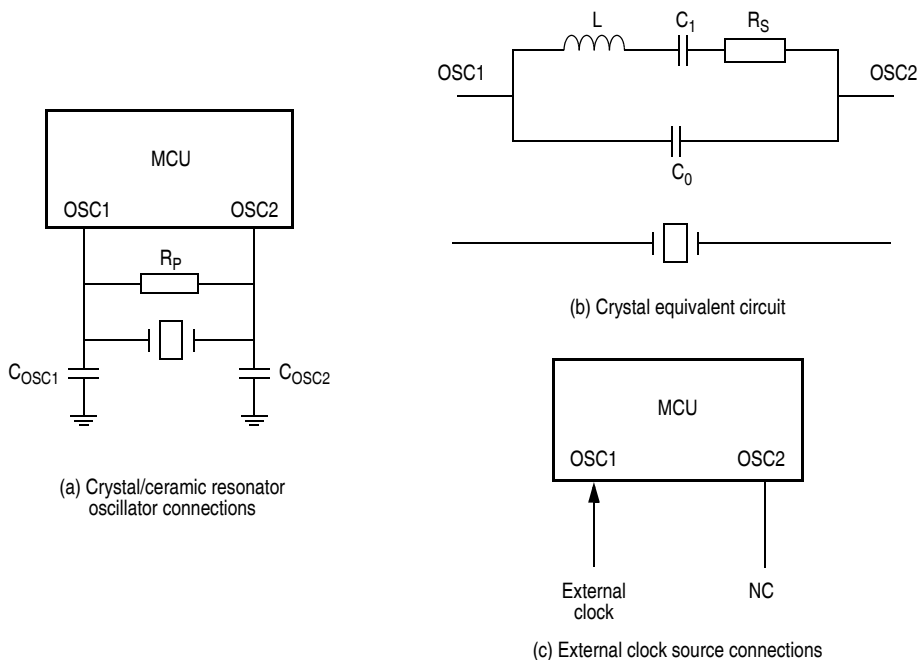 MCU
OSC1 OSC2
R_P
C_OSC1 C_OSC2
(a) Crystal/ceramic resonator
oscillator connections
L C_1 R_S
OSC1 OSC2
C_0
(b) Crystal equivalent circuit
MCU
OSC1 OSC2
External
clock
NC
(c) External clock source connections